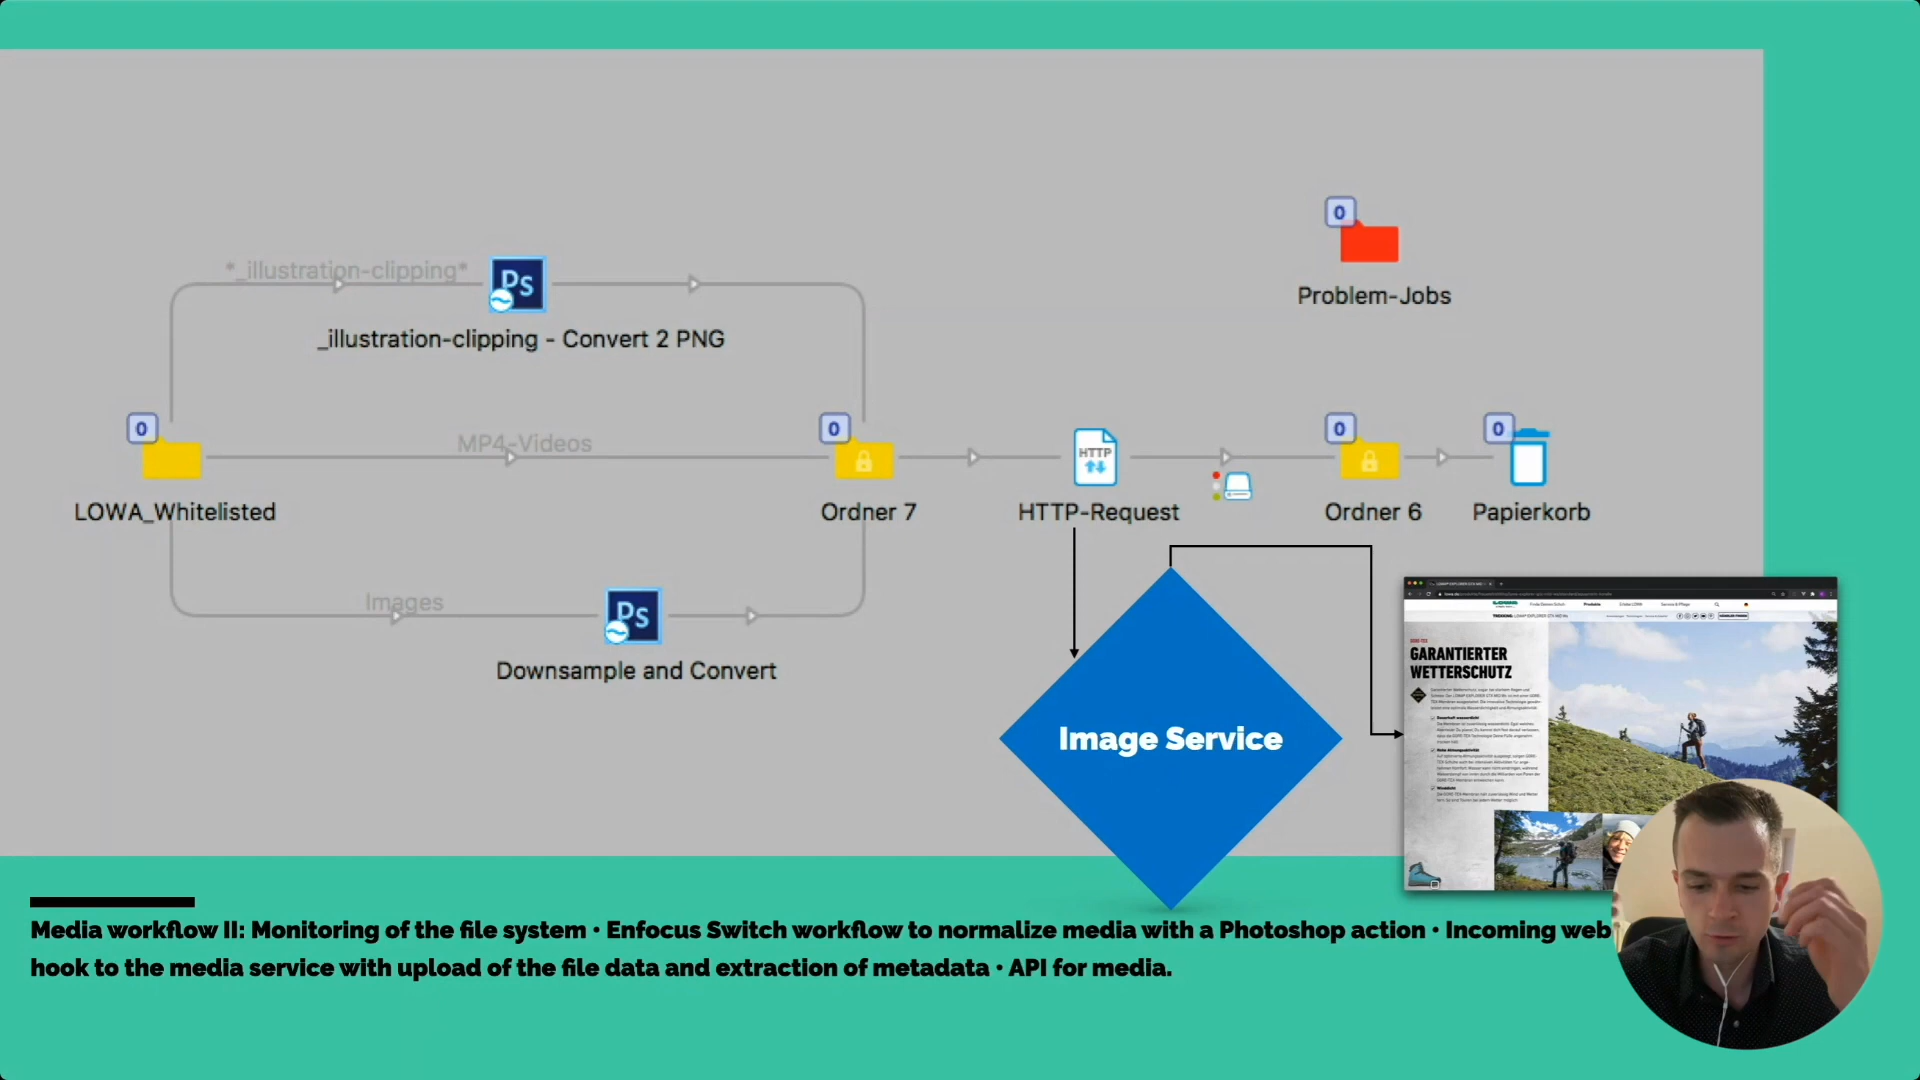 0
Problem-Jobs
*_illustration-clipping*
Ps
_illustration-clipping - Convert 2 PNG
0
MP4-Videos
0
HTTP
0
0
LOWA_Whitelisted
Ordner 7
HTTP-Request
Ordner 6
Papierkorb
Images
Ps
Downsample and Convert
Image Service
GARANTIERTER
WETTERSCHUTZ
Media workflow II: Monitoring of the file system • Enfocus Switch workflow to normalize media with a Photoshop action • Incoming web
hook to the media service with upload of the file data and extraction of metadata • API for media.